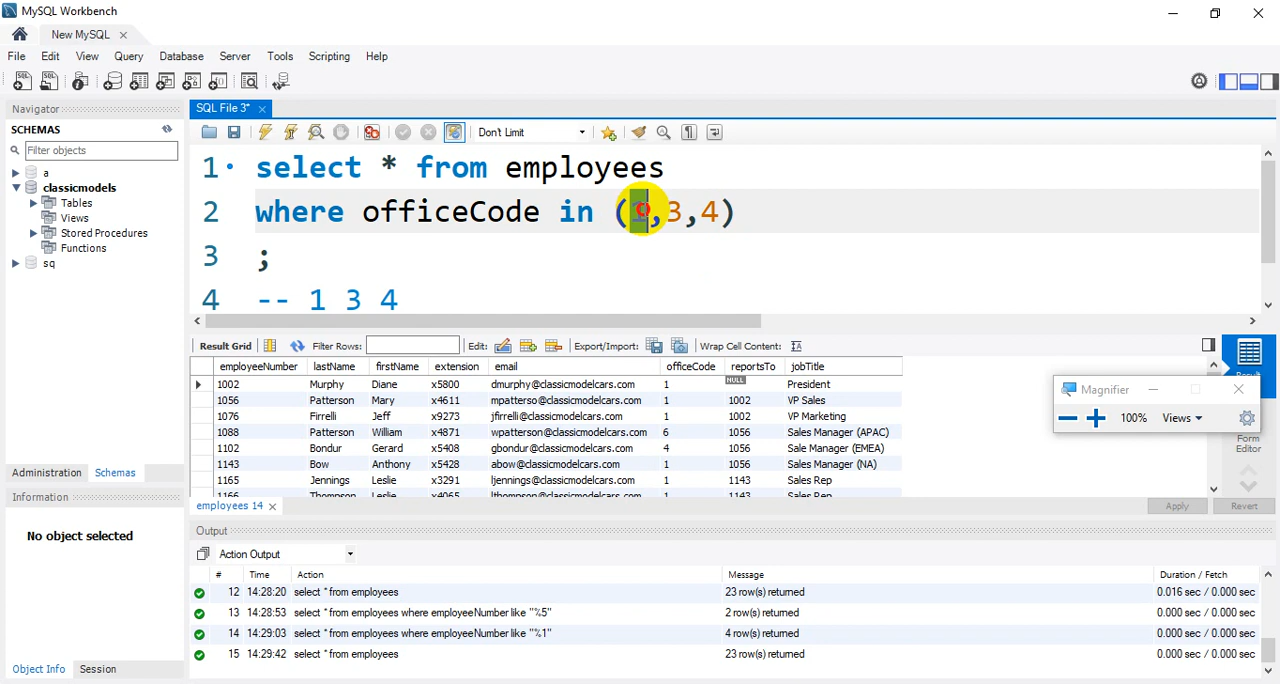 MySQL Workbench
New MySQL
File Edit View Query Database Server Tools Scripting Help
Navigator
SCHEMAS
Filter objects
a
classicmodels
Tables
Views
Stored Procedures
Functions
sq
Administration Schemas
Information
No object selected
Object Info Session
SQL File 3*
Don't Limit
1 select * from employees
2 where officeCode in (1,3,4)
3 ;
4 -- 1 3 4
Result Grid Filter Rows: Edit: Export/Import: Wrap Cell Content:
employeeNumber lastName firstName extension email officeCode reportsTo jobTitle
1002 Murphy Diane x5800 dmurphy@classicmodelcars.com 1 NULL President
1056 Patterson Mary x4611 mpatterso@classicmodelcars.com 1 1002 VP Sales
1076 Firrelli Jeff x9273 jfirrelli@classicmodelcars.com 1 1002 VP Marketing
1088 Patterson William x4871 wpatterson@classicmodelcars.com 6 1056 Sales Manager (APAC)
1102 Bondur Gerard x5408 gbondur@classicmodelcars.com 4 1056 Sale Manager (EMEA)
1143 Bow Anthony x5428 abow@classicmodelcars.com 1 1056 Sales Manager (NA)
1165 Jennings Leslie x3291 ljennings@classicmodelcars.com 1 1143 Sales Rep
1166 Thompson Leslie x4065 lthompson@classicmodelcars.com 1 1143 Sales Rep
Magnifier
100% Views
Form
Editor
employees 14
Apply Revert
Output
Action Output
# Time Action Message Duration / Fetch
12 14:28:20 select * from employees 23 row(s) returned 0.016 sec / 0.000 sec
13 14:28:53 select * from employees where employeeNumber like "%5" 2 row(s) returned 0.000 sec / 0.000 sec
14 14:29:03 select * from employees where employeeNumber like "%1" 4 row(s) returned 0.000 sec / 0.000 sec
15 14:29:42 select * from employees 23 row(s) returned 0.000 sec / 0.000 sec